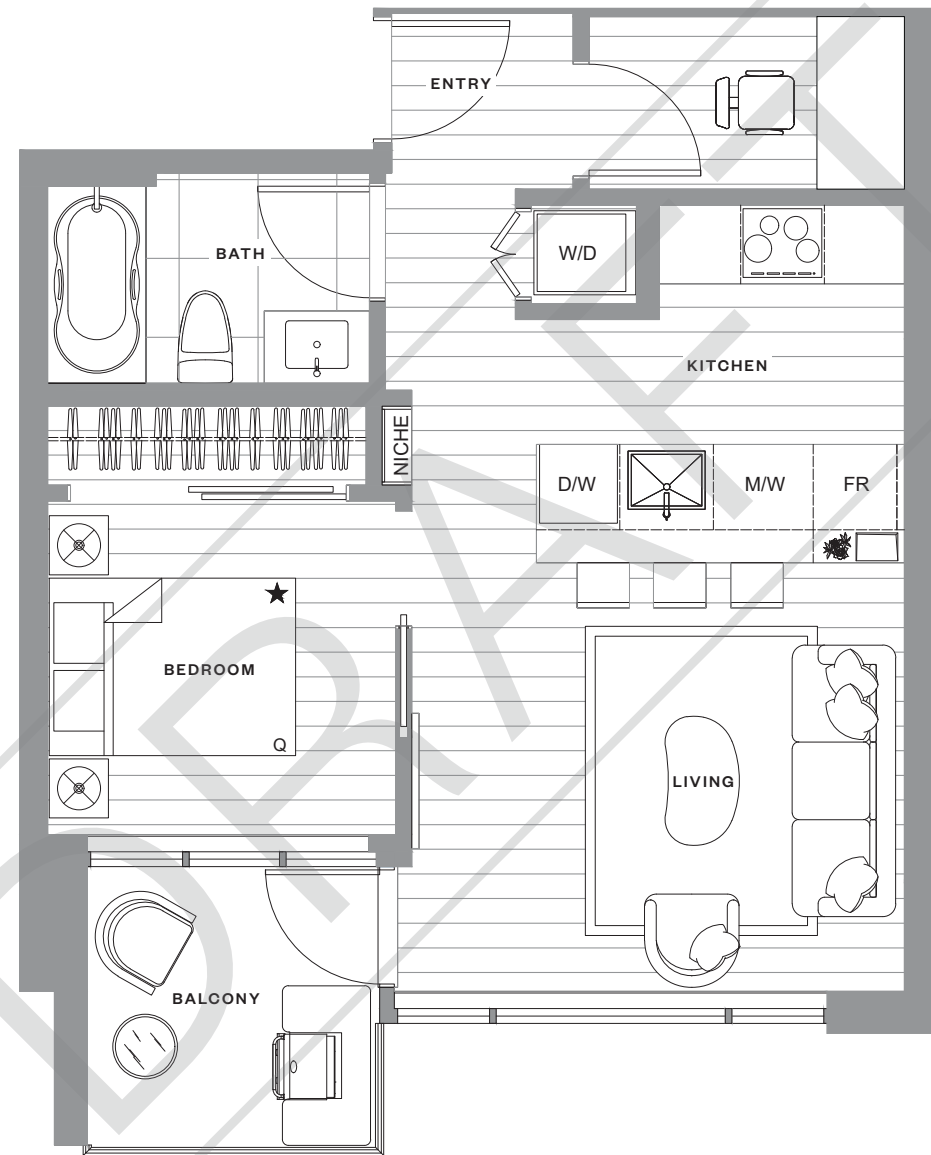 ENTRY
BATH
W/D
KITCHEN
NICHE
D/W
M/W
FR
BEDROOM
Q
LIVING
BALCONY
DRAFT